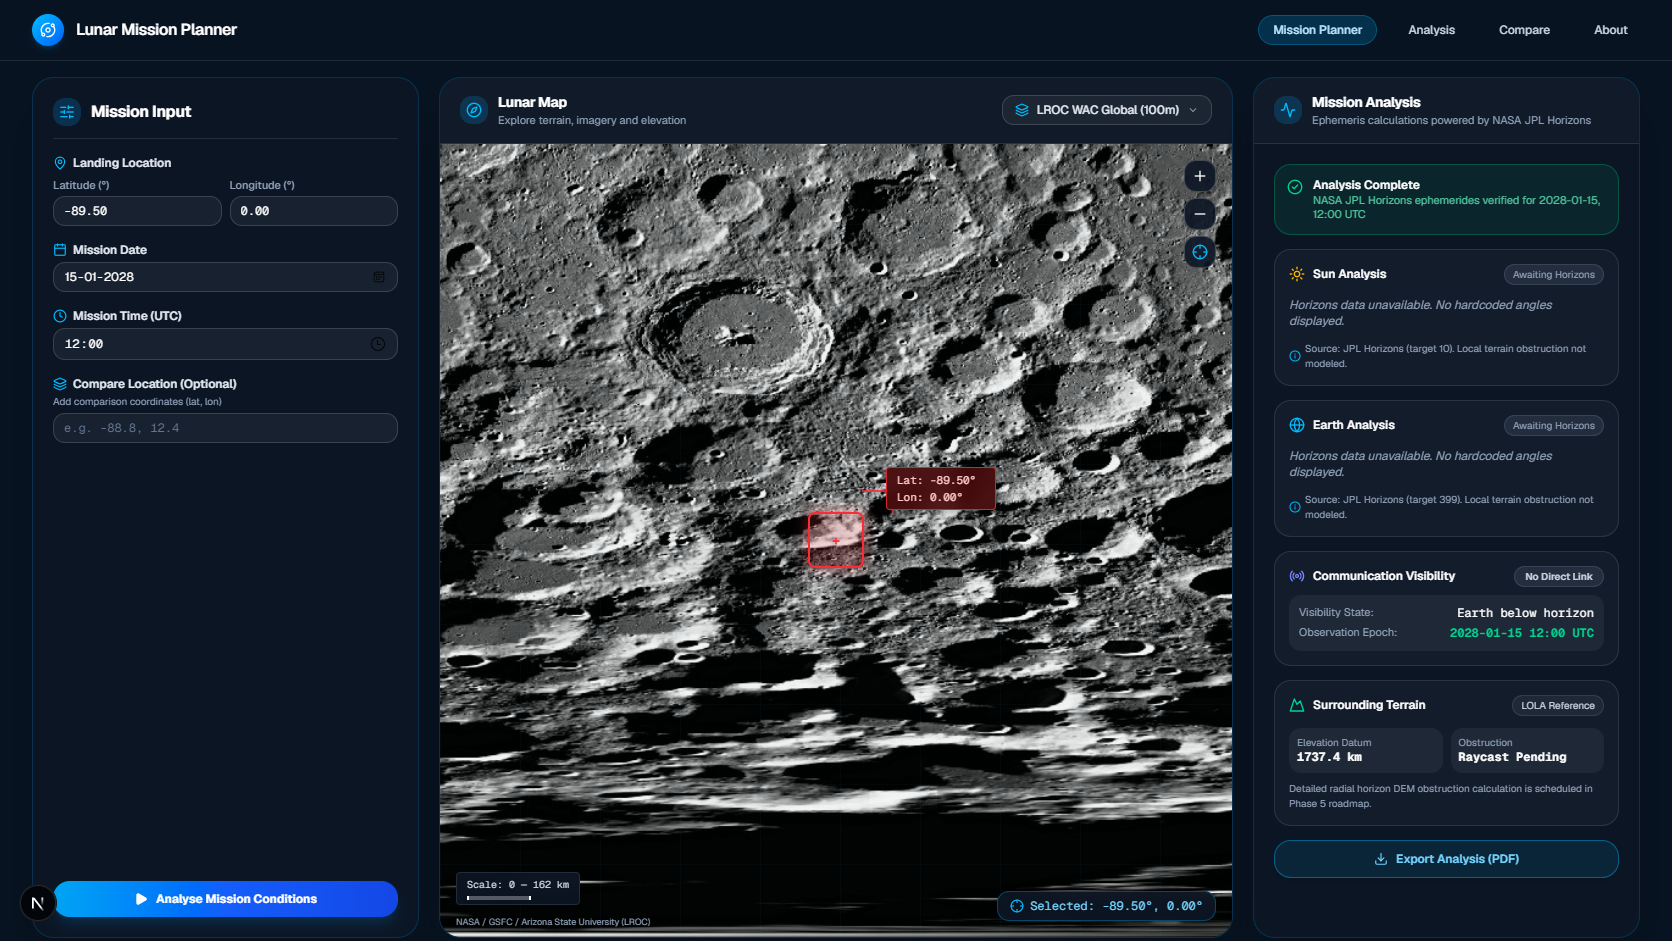 Lunar Mission Planner
Mission Planner
Analysis
Compare
About
Mission Input
Landing Location
Latitude (°)
Longitude (°)
-89.50
0.00
Mission Date
15-01-2028
Mission Time (UTC)
12:00
Compare Location (Optional)
Add comparison coordinates (lat, lon)
e.g. -88.8, 12.4
N
Analyse Mission Conditions
Lunar Map
Explore terrain, imagery and elevation
LROC WAC Global (100m)
+
−
Lat: -89.50°
Lon: 0.00°
Scale: 0 — 162 km
NASA / GSFC / Arizona State University (LROC)
Selected: -89.50°, 0.00°
Mission Analysis
Ephemeris calculations powered by NASA JPL Horizons
Analysis Complete
NASA JPL Horizons ephemerides verified for 2028-01-15,
12:00 UTC
Sun Analysis
Awaiting Horizons
Horizons data unavailable. No hardcoded angles
displayed.
Source: JPL Horizons (target 10). Local terrain obstruction not
modeled.
Earth Analysis
Awaiting Horizons
Horizons data unavailable. No hardcoded angles
displayed.
Source: JPL Horizons (target 399). Local terrain obstruction not
modeled.
Communication Visibility
No Direct Link
Visibility State:
Earth below horizon
Observation Epoch:
2028-01-15 12:00 UTC
Surrounding Terrain
LOLA Reference
Elevation Datum
1737.4 km
Obstruction
Raycast Pending
Detailed radial horizon DEM obstruction calculation is scheduled in
Phase 5 roadmap.
Export Analysis (PDF)